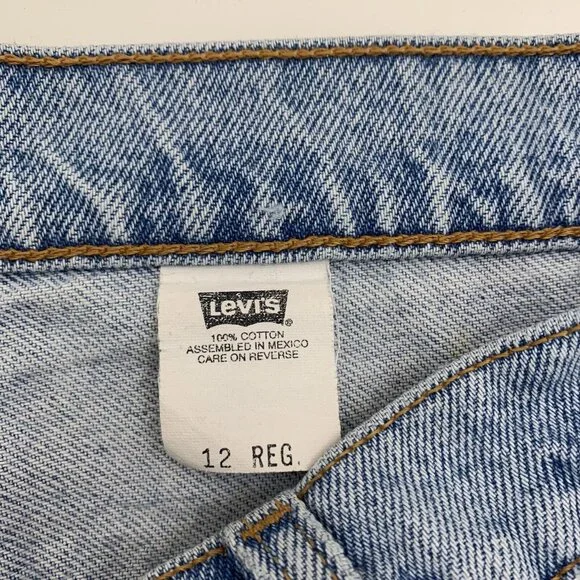 LEVI'S
®
100% COTTON
ASSEMBLED IN MEXICO
CARE ON REVERSE
12 REG.